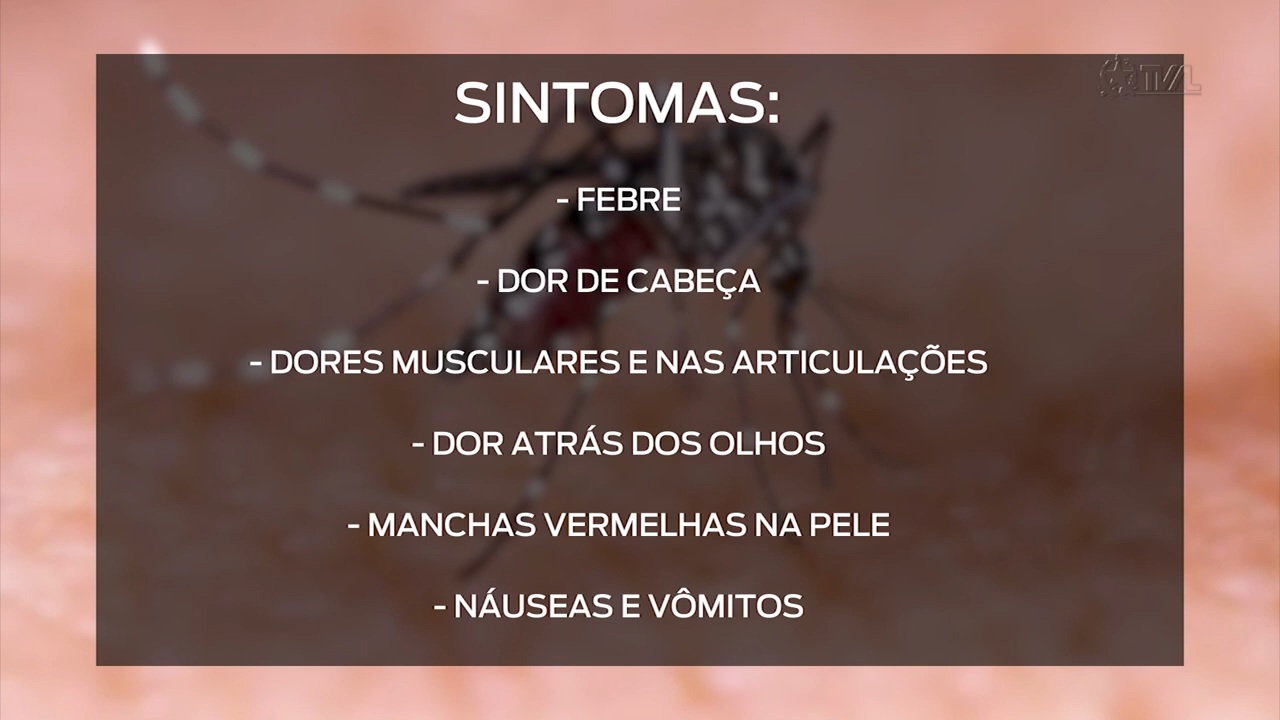 TVAL
SINTOMAS:
- FEBRE
- DOR DE CABEÇA
- DORES MUSCULARES E NAS ARTICULAÇÕES
- DOR ATRÁS DOS OLHOS
- MANCHAS VERMELHAS NA PELE
- NÁUSEAS E VÔMITOS